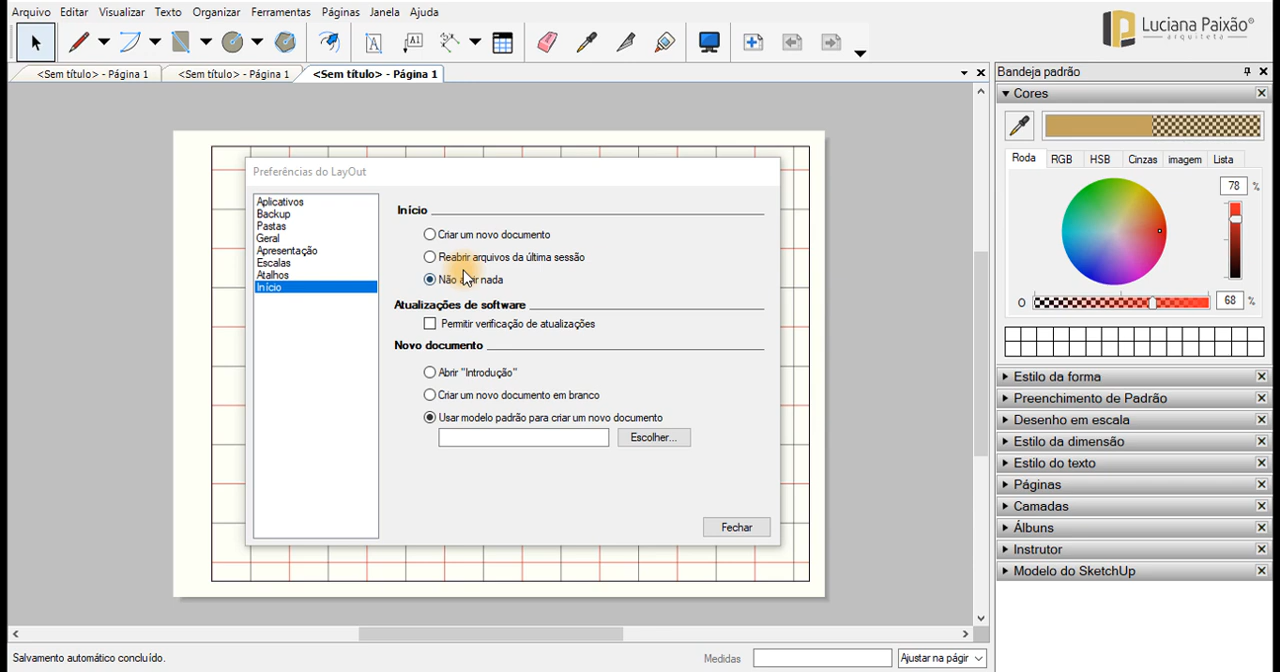 Arquivo Editar Visualizar Texto Organizar Ferramentas Páginas Janela Ajuda
Luciana Paixão®
arquiteta
A
A1
<Sem título> - Página 1
<Sem título> - Página 1
<Sem título> - Página 1
Bandeja padrão
Cores
Roda RGB HSB Cinzas imagem Lista
78 %
O 68 %
Estilo da forma
Preenchimento de Padrão
Desenho em escala
Estilo da dimensão
Estilo do texto
Páginas
Camadas
Álbuns
Instrutor
Modelo do SketchUp
Preferências do LayOut
Aplicativos
Backup
Pastas
Geral
Apresentação
Escalas
Atalhos
Início
Início
Criar um novo documento
Reabrir arquivos da última sessão
Não nada
Atualizações de software
Permitir verificação de atualizações
Novo documento
Abrir "Introdução"
Criar um novo documento em branco
Usar modelo padrão para criar um novo documento
Escolher...
Fechar
Salvamento automático concluído.
Medidas
Ajustar na págir